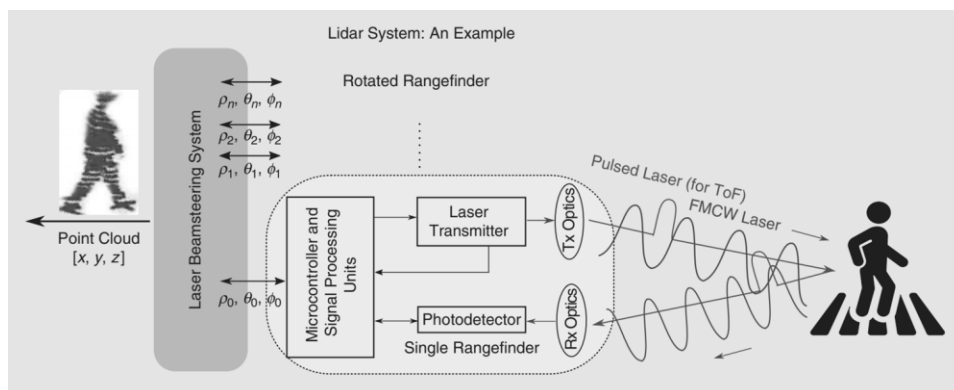 Lidar System: An Example
Rotated Rangefinder
ρn, θn, ϕn
ρ2, θ2, ϕ2
ρ1, θ1, ϕ1
ρ0, θ0, ϕ0
Laser Beamsteering System
Point Cloud
[x, y, z]
Microcontroller and
Signal Processing
Units
Laser
Transmitter
Tx Optics
Photodetector
Rx Optics
Single Rangefinder
Pulsed Laser (for ToF)
FMCW Laser